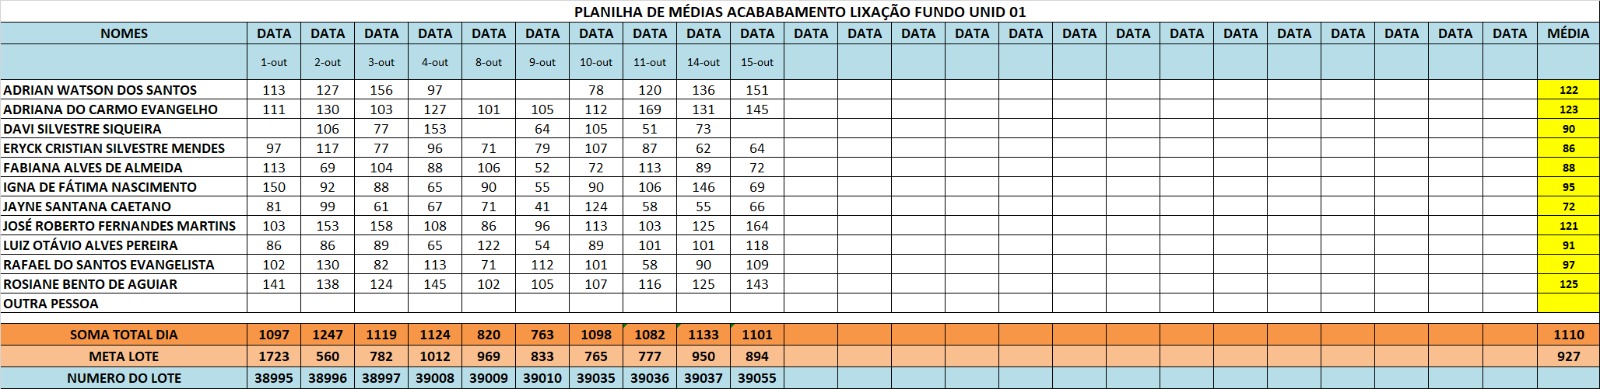 PLANILHA DE MÉDIAS ACABABAMENTO LIXAÇÃO FUNDO UNID 01
NOMES DATA DATA DATA DATA DATA DATA DATA DATA DATA DATA DATA DATA DATA DATA DATA DATA DATA DATA DATA DATA DATA DATA DATA DATA MÉDIA
1-out 2-out 3-out 4-out 8-out 9-out 10-out 11-out 14-out 15-out
ADRIAN WATSON DOS SANTOS 113 127 156 97 78 120 136 151 122
ADRIANA DO CARMO EVANGELHO 111 130 103 127 101 105 112 169 131 145 123
DAVI SILVESTRE SIQUEIRA 106 77 153 64 105 51 73 90
ERYCK CRISTIAN SILVESTRE MENDES 97 117 77 96 71 79 107 87 62 64 86
FABIANA ALVES DE ALMEIDA 113 69 104 88 106 52 72 113 89 72 88
IGNA DE FÁTIMA NASCIMENTO 150 92 88 65 90 55 90 106 146 69 95
JAYNE SANTANA CAETANO 81 99 61 67 71 41 124 58 55 66 72
JOSÉ ROBERTO FERNANDES MARTINS 103 153 158 108 86 96 113 103 125 164 121
LUIZ OTÁVIO ALVES PEREIRA 86 86 89 65 122 54 89 101 101 118 91
RAFAEL DO SANTOS EVANGELISTA 102 130 82 113 71 112 101 58 90 109 97
ROSIANE BENTO DE AGUIAR 141 138 124 145 102 105 107 116 125 143 125
OUTRA PESSOA
SOMA TOTAL DIA 1097 1247 1119 1124 820 763 1098 1082 1133 1101 1110
META LOTE 1723 560 782 1012 969 833 765 777 950 894 927
NUMERO DO LOTE 38995 38996 38997 39008 39009 39010 39035 39036 39037 39055